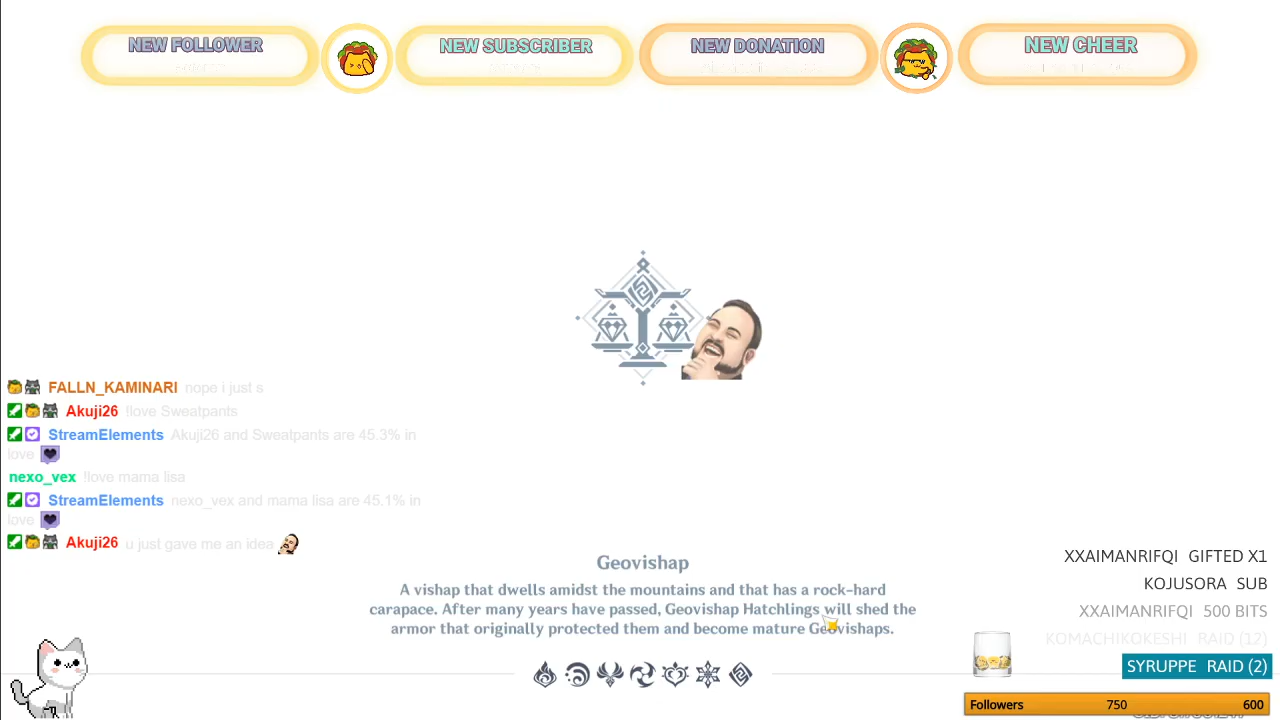 NEW FOLLOWER
NEW SUBSCRIBER
NEW DONATION
NEW CHEER
FALLN_KAMINARI nope i just s
Akuji26 !love Sweatpants
StreamElements Akuji26 and Sweatpants are 45.3% in
love
nexo_vex !love mama lisa
StreamElements nexo_vex and mama lisa are 45.1% in
love
Akuji26 u just gave me an idea
Geovishap
A vishap that dwells amidst the mountains and that has a rock-hard
carapace. After many years have passed, Geovishap Hatchlings will shed the
armor that originally protected them and become mature Geovishaps.
XXAIMANRIFQI GIFTED X1
KOJUSORA SUB
XXAIMANRIFQI 500 BITS
KOMACHIKOKESHI RAID (12)
SYRUPPE RAID (2)
Followers 750 600